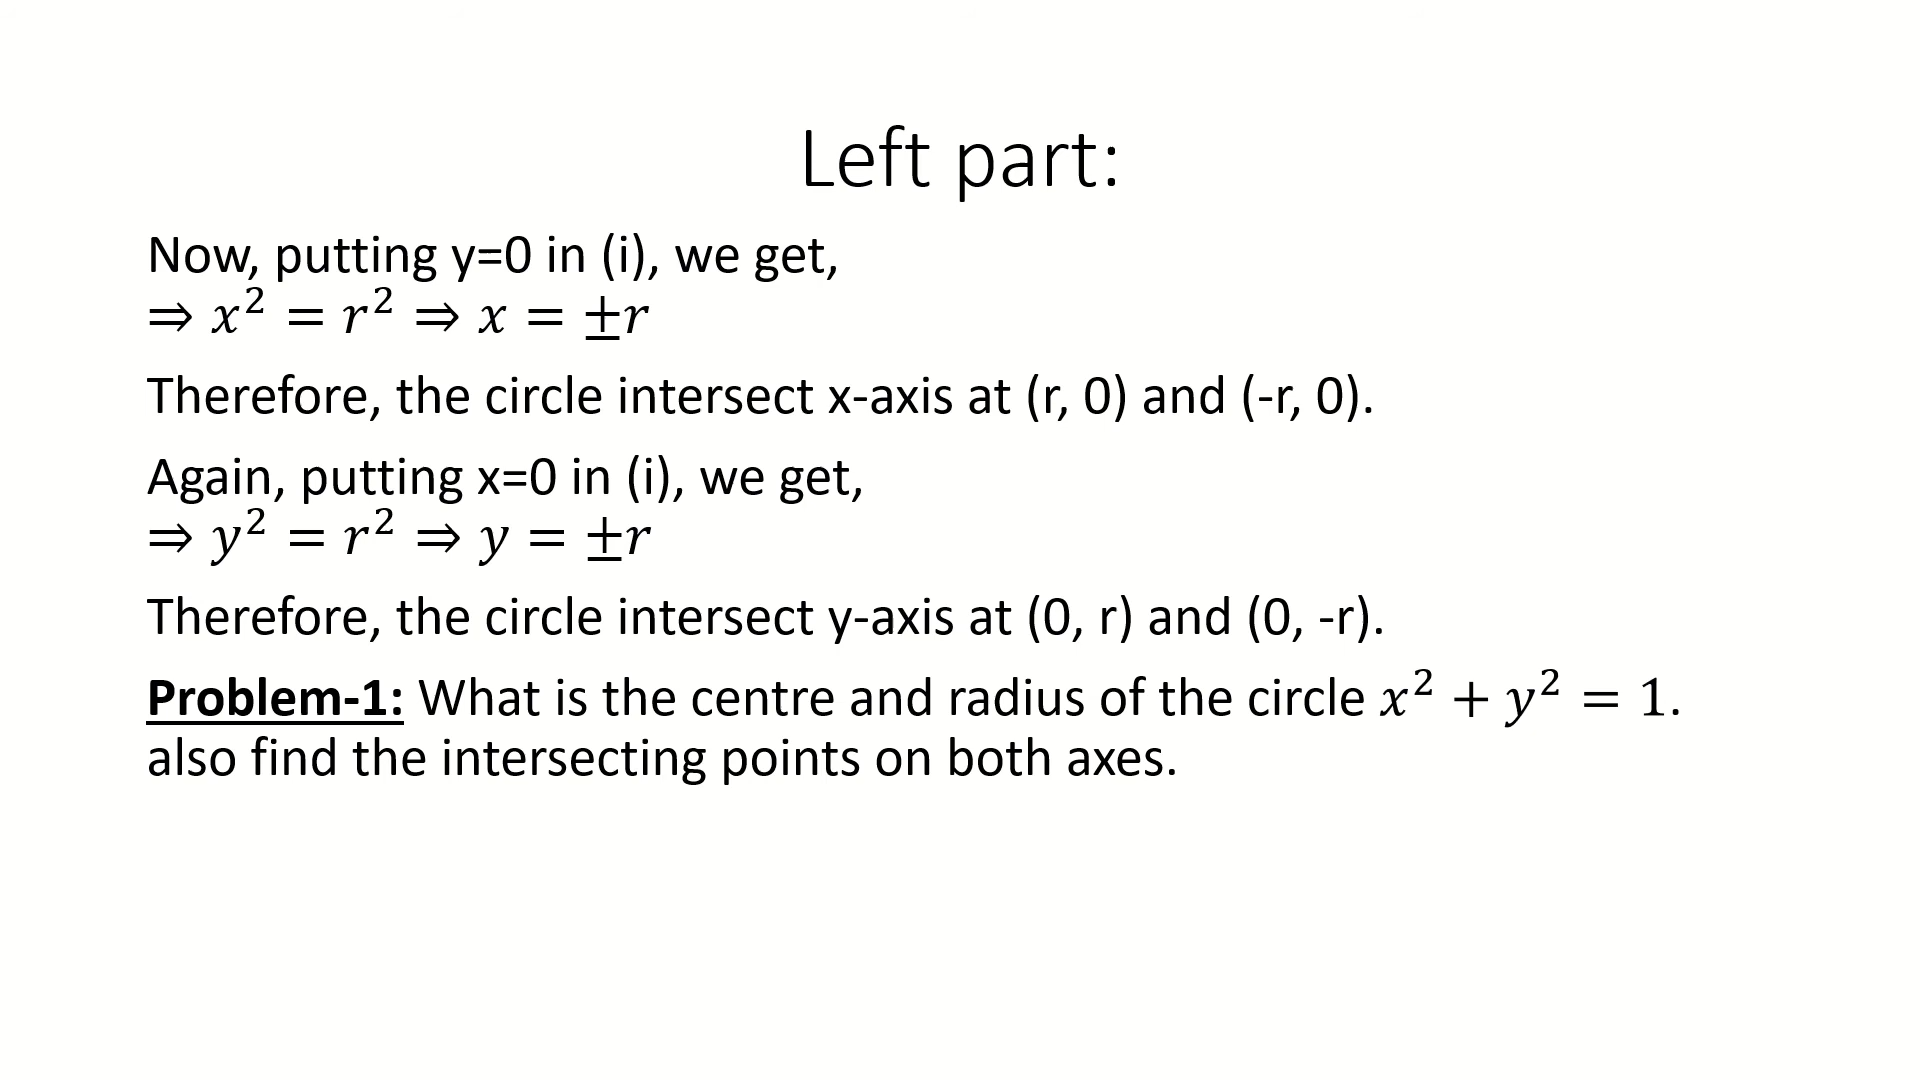 Left part:
Now, putting y=0 in (i), we get,
⇒ x² = r² ⇒ x = ±r
Therefore, the circle intersect x-axis at (r, 0) and (-r, 0).
Again, putting x=0 in (i), we get,
⇒ y² = r² ⇒ y = ±r
Therefore, the circle intersect y-axis at (0, r) and (0, -r).
Problem-1: What is the centre and radius of the circle x² + y² = 1.
also find the intersecting points on both axes.